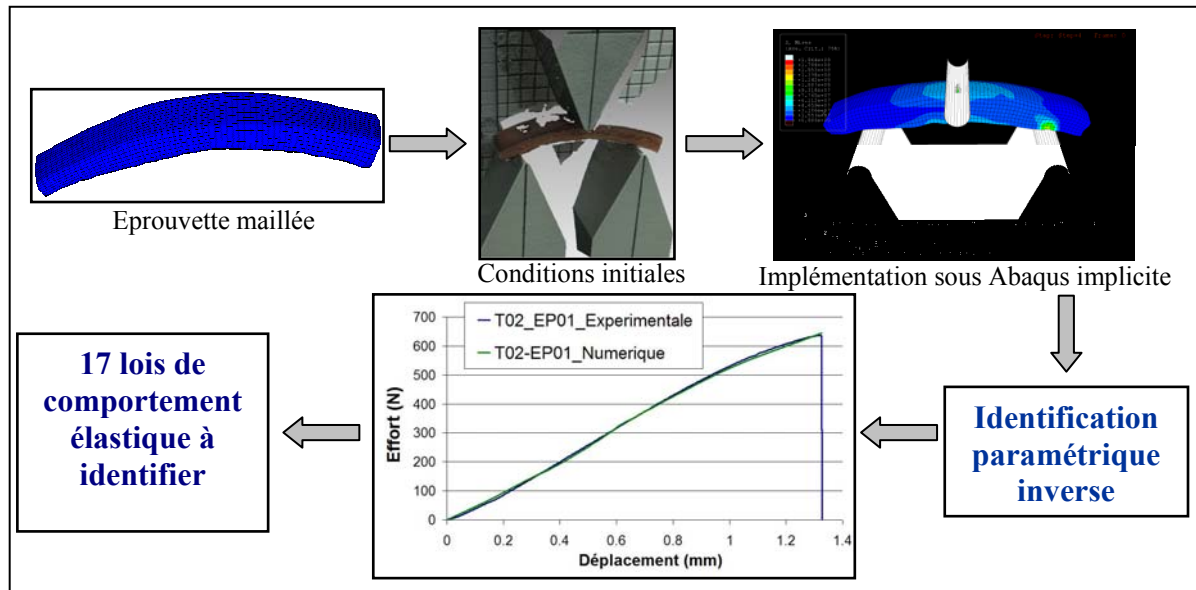 Eprouvette maillée
Conditions initiales
Implémentation sous Abaqus implicite
17 lois de
comportement
élastique à
identifier
T02_EP01_Experimentale
T02-EP01_Numerique
700
600
500
400
300
200
100
0
Effort (N)
0
0.2
0.4
0.6
0.8
1
1.2
1.4
Déplacement (mm)
Identification
paramétrique
inverse